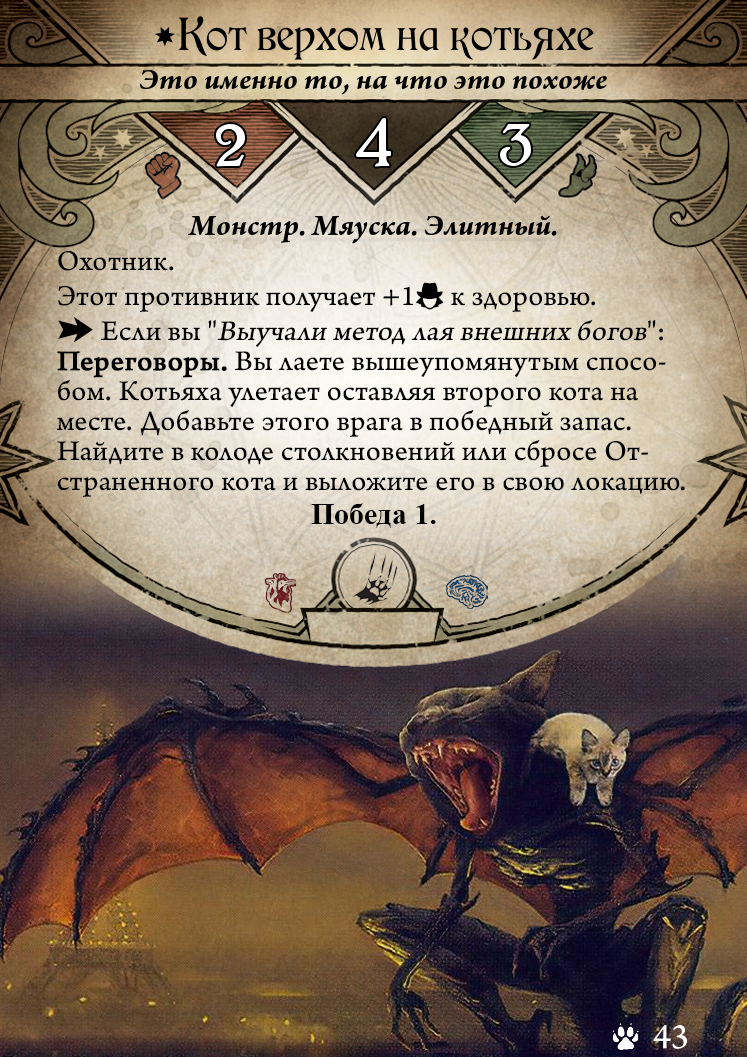 Кот верхом на котьяхе
Это именно то, на что это похоже
2 4 3
Монстр. Мяуска. Элитный.
Охотник.
Этот противник получает +1 к здоровью.
Если вы "Выучали метод лая внешних богов":
Переговоры. Вы лаете вышеупомянутым спосо-
бом. Котьяха улетает оставляя второго кота на
месте. Добавьте этого врага в победный запас.
Найдите в колоде столкновений или сбросе От-
страненного кота и выложите его в свою локацию.
Победа 1.
43